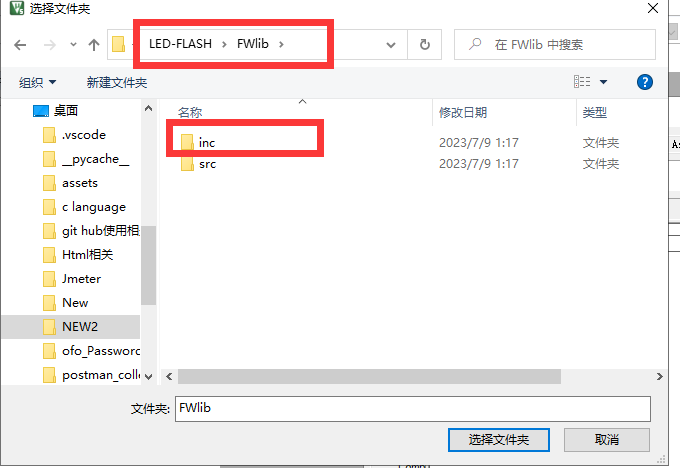 选择文件夹
LED-FLASH > FWlib >
在 FWlib 中搜索
组织
新建文件夹
桌面
.vscode
__pycache__
assets
c language
git hub使用相
Html相关
Jmeter
New
NEW2
ofo_Password
postman_colle
名称
修改日期
类型
inc
2023/7/9 1:17
文件夹
src
2023/7/9 1:17
文件夹
文件夹:
FWlib
选择文件夹
取消